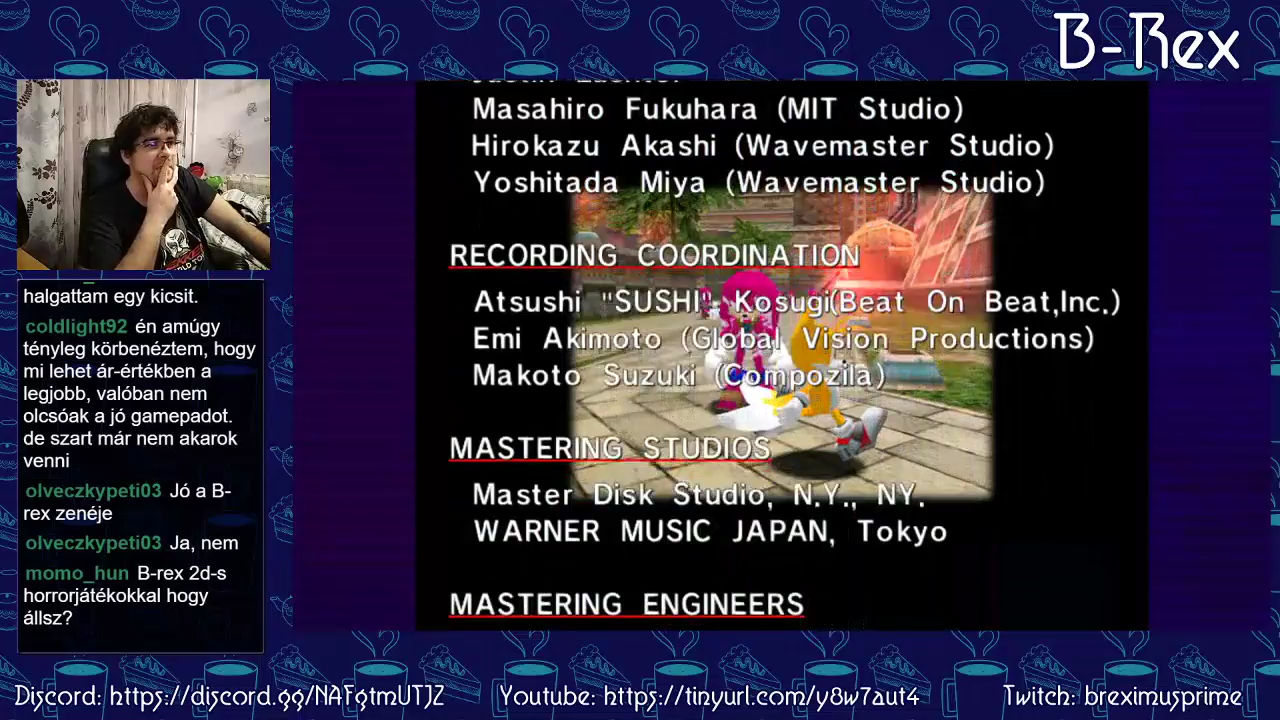 B-Rex
Masahiro Fukuhara (MIT Studio)
Hirokazu Akashi (Wavemaster Studio)
Yoshitada Miya (Wavemaster Studio)
RECORDING COORDINATION
Atsushi "SUSHI" Kosugi(Beat On Beat,Inc.)
Emi Akimoto (Global Vision Productions)
Makoto Suzuki (Compozila)
MASTERING STUDIOS
Master Disk Studio, N.Y., NY.
WARNER MUSIC JAPAN, Tokyo
MASTERING ENGINEERS
halgattam egy kicsit.
coldlight92 én amúgy
tényleg körbenéztem, hogy
mi lehet ár-értékben a
legjobb, valóban nem
olcsóak a jó gamepadot.
de szart már nem akarok
venni
olveczkypeti03 Jó a B-
rex zenéje
olveczkypeti03 Ja, nem
momo_hun B-rex 2d-s
horrorjátékokkal hogy
állsz?
Discord: https://discord.gg/NAFgtmUTJZ
Youtube: https://tinyurl.com/y8w7aut4
Twitch: breximusprime